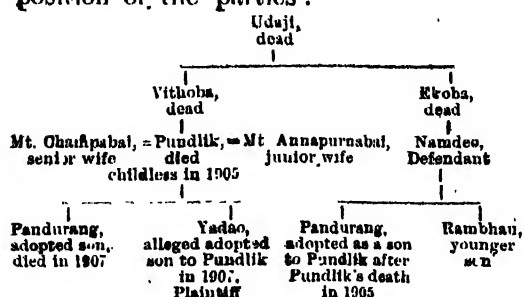 position of the parties :
Udaji,
dead
Vithoba,
dead
Ekoba,
dead
Mt. Champabai, = Pundlik, = Mt Annapurnabai, Namdeo,
senior wife died junior wife Defendant
childless in 1905
Pandurang, Yadao, Pandurang, Rambhau,
adopted son, alleged adopted adopted as a son younger
died in 1907 son to Pundlik to Pundlik after son
in 1907, Pundlik's death
Plaintiff in 1905